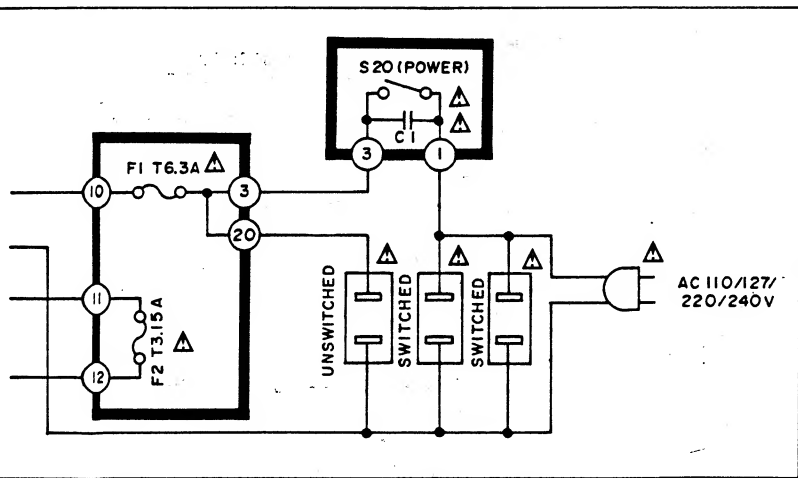 S20 (POWER)
C1
3
1
F1 T6.3A
10
3
20
11
F2 T3.15A
12
UNSWITCHED
SWITCHED
SWITCHED
AC 110/127/
220/240V